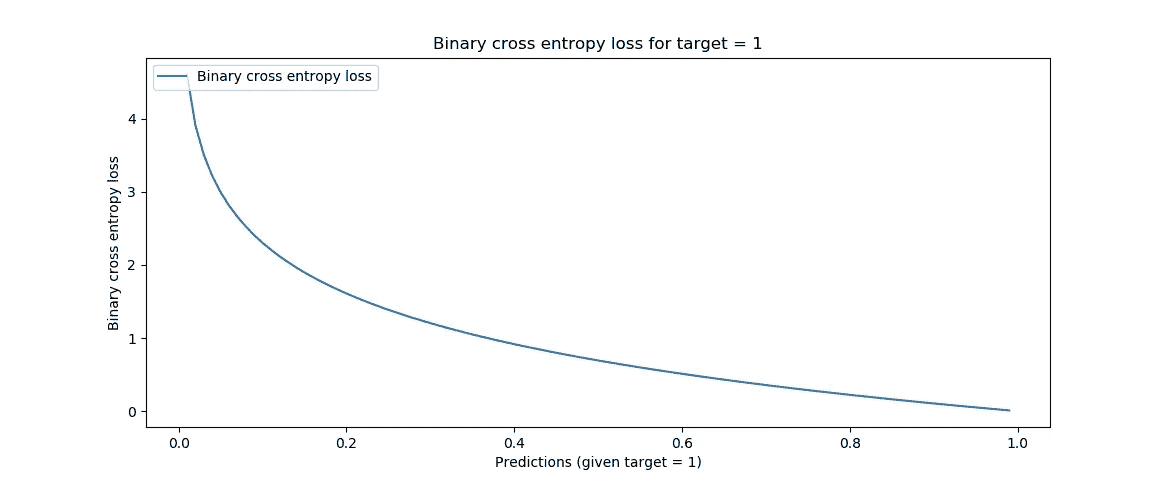 Binary cross entropy loss for target = 1
Binary cross entropy loss
4
3
2
1
0
Binary cross entropy loss
0.0 0.2 0.4 0.6 0.8 1.0
Predictions (given target = 1)